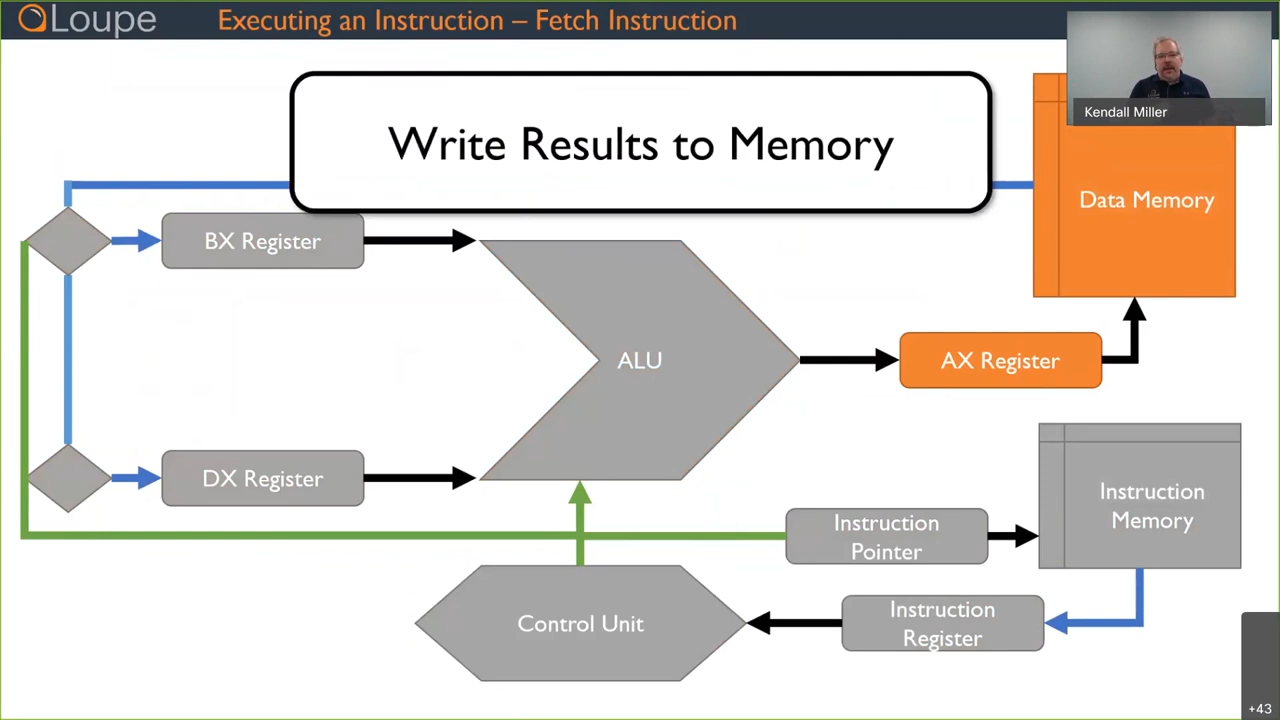 Loupe
Executing an Instruction – Fetch Instruction
Kendall Miller
Write Results to Memory
Data Memory
BX Register
ALU
AX Register
DX Register
Instruction
Memory
Instruction
Pointer
Control Unit
Instruction
Register
+43